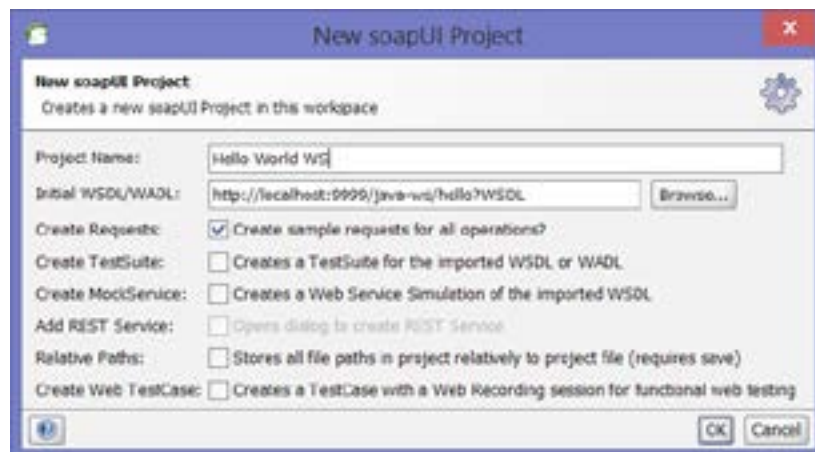 New soapUI Project
New soapUI Project
Creates a new soapUI Project in this workspace
Project Name: Hello World WS
Initial WSDL/WADL: http://localhost:9999/java-ws/hello?WSDL Browse...
Create Requests: Create sample requests for all operations?
Create TestSuite: Creates a TestSuite for the imported WSDL or WADL
Create MockService: Creates a Web Service Simulation of the imported WSDL
Add REST Service: Opens dialog to create REST Service
Relative Paths: Stores all file paths in project relatively to project file (requires save)
Create Web TestCase: Creates a TestCase with a Web Recording session for functional web testing
OK Cancel